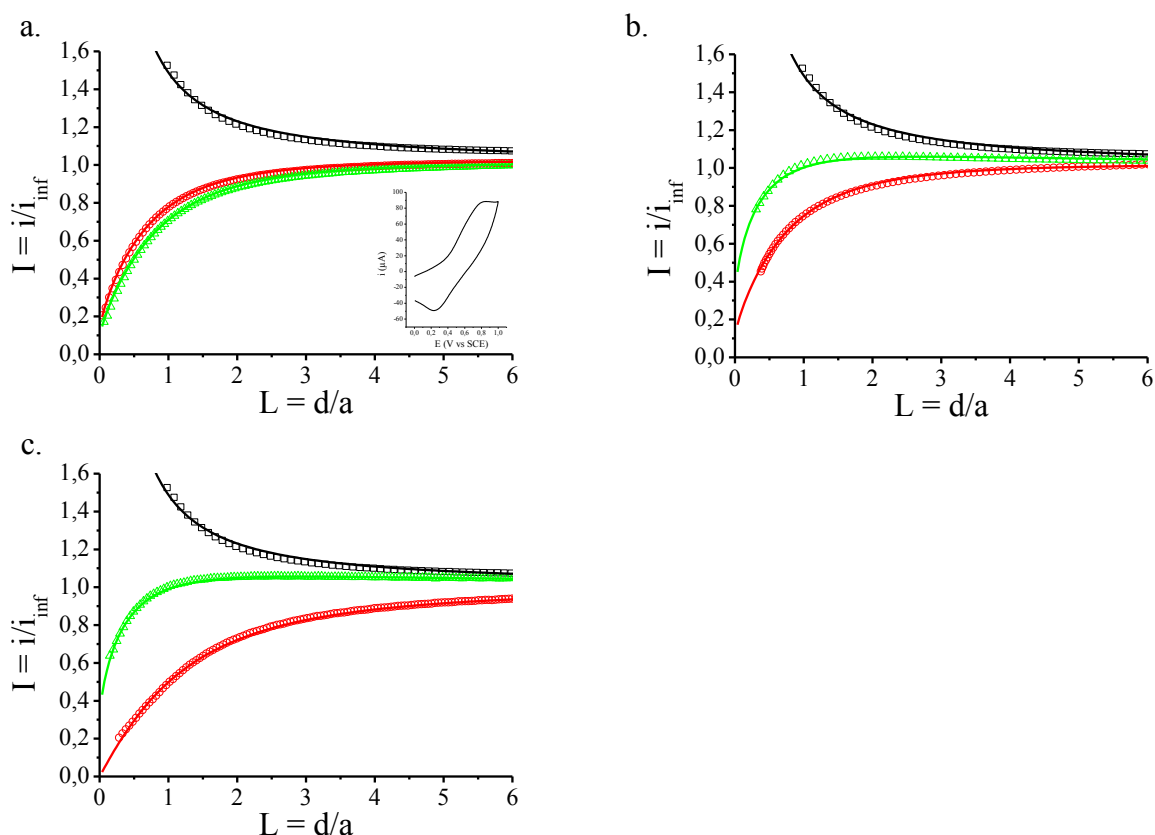 a.
1,6
1,4
1,2
1,0
0,8
0,6
0,4
0,2
0,0
I = i/i_inf
0 1 2 3 4 5 6
L = d/a
100
80
60
40
20
0
-20
-40
-60
i (µA)
0,0 0,2 0,4 0,6 0,8 1,0
E (V vs SCE)
b.
1,6
1,4
1,2
1,0
0,8
0,6
0,4
0,2
0,0
I = i/i_inf
0 1 2 3 4 5 6
L = d/a
c.
1,6
1,4
1,2
1,0
0,8
0,6
0,4
0,2
0,0
I = i/i_inf
0 1 2 3 4 5 6
L = d/a